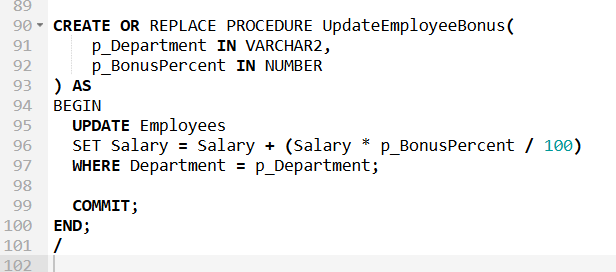 89
90 CREATE OR REPLACE PROCEDURE UpdateEmployeeBonus(
91     p_Department IN VARCHAR2,
92     p_BonusPercent IN NUMBER
93 ) AS
94 BEGIN
95   UPDATE Employees
96   SET Salary = Salary + (Salary * p_BonusPercent / 100)
97   WHERE Department = p_Department;
98
99   COMMIT;
100 END;
101 /
102